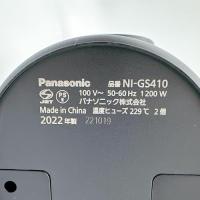 Panasonic 品番 NI-GS410
100 V~ 50-60 Hz 1200 W
パナソニック株式会社
Made in China 温度ヒューズ 229℃ 2個
2022年製 221019